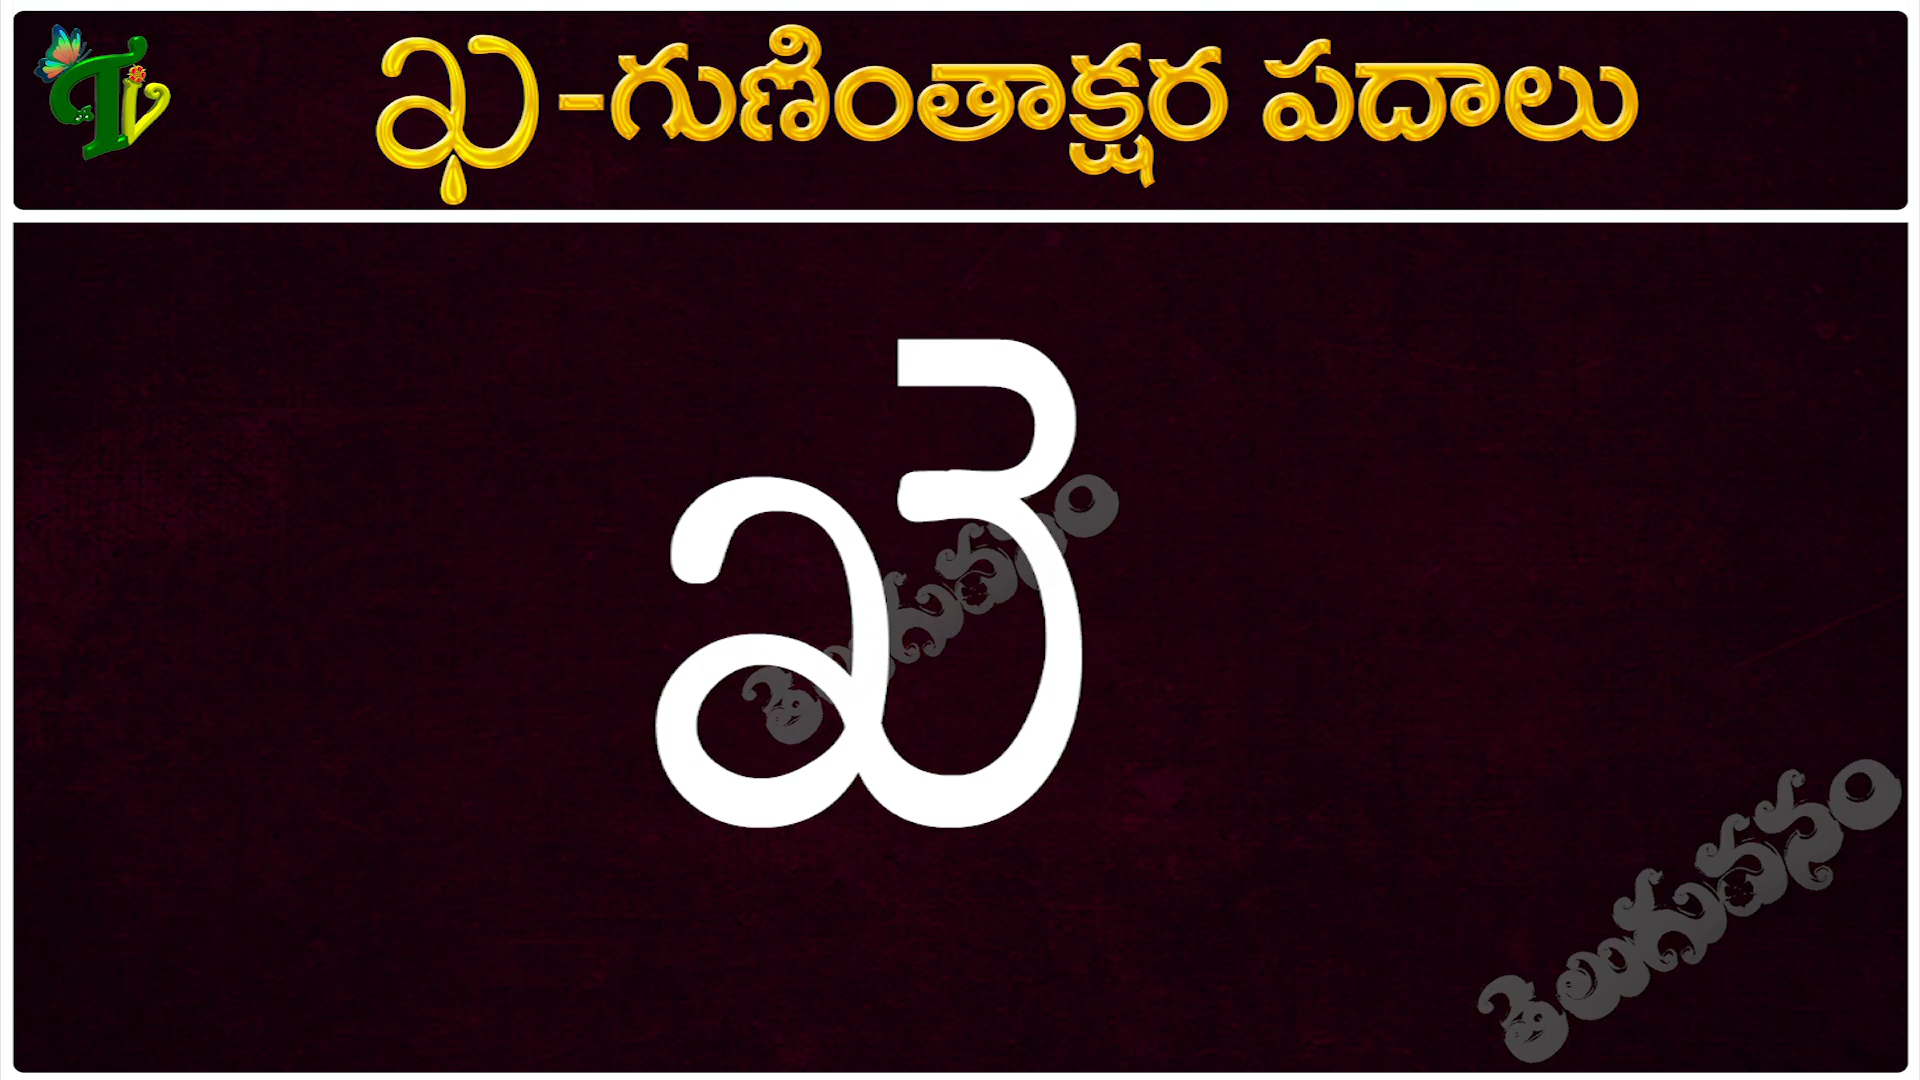 ఖ-గుణింతాక్షర పదాలు
ఖె
తెలుగువనం
తెలుగువనం